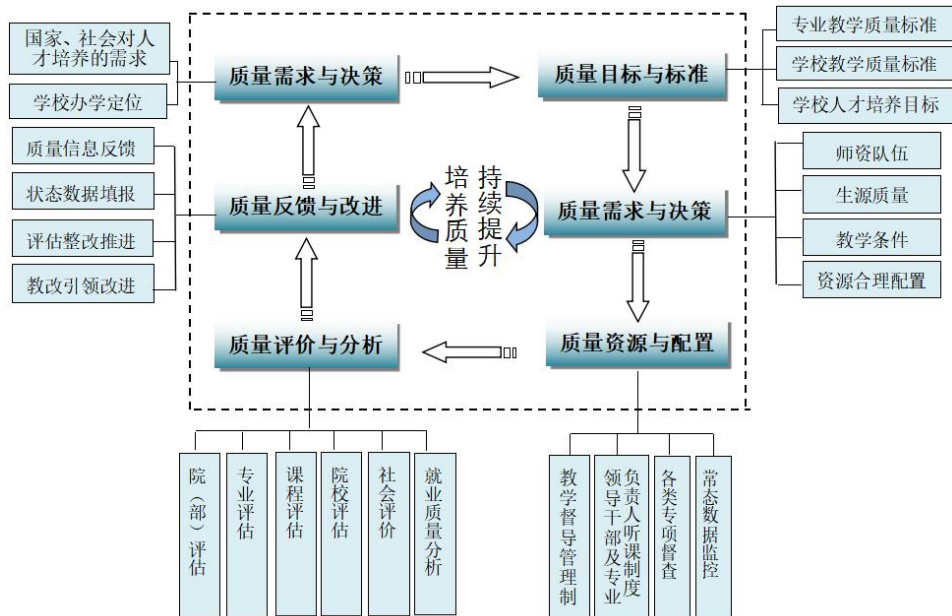 国家、社会对人
才培养的需求
学校办学定位
质量需求与决策
质量目标与标准
专业教学质量标准
学校教学质量标准
学校人才培养目标
质量信息反馈
状态数据填报
评估整改推进
教改引领改进
质量反馈与改进
培养质量
持续提升
质量需求与决策
师资队伍
生源质量
教学条件
资源合理配置
质量评价与分析
质量资源与配置
院（部）评估
专业评估
课程评估
院校评估
社会评价
就业质量分析
教学督导管理制
领导干部及专业
负责人听课制度
各类专项督查
常态数据监控